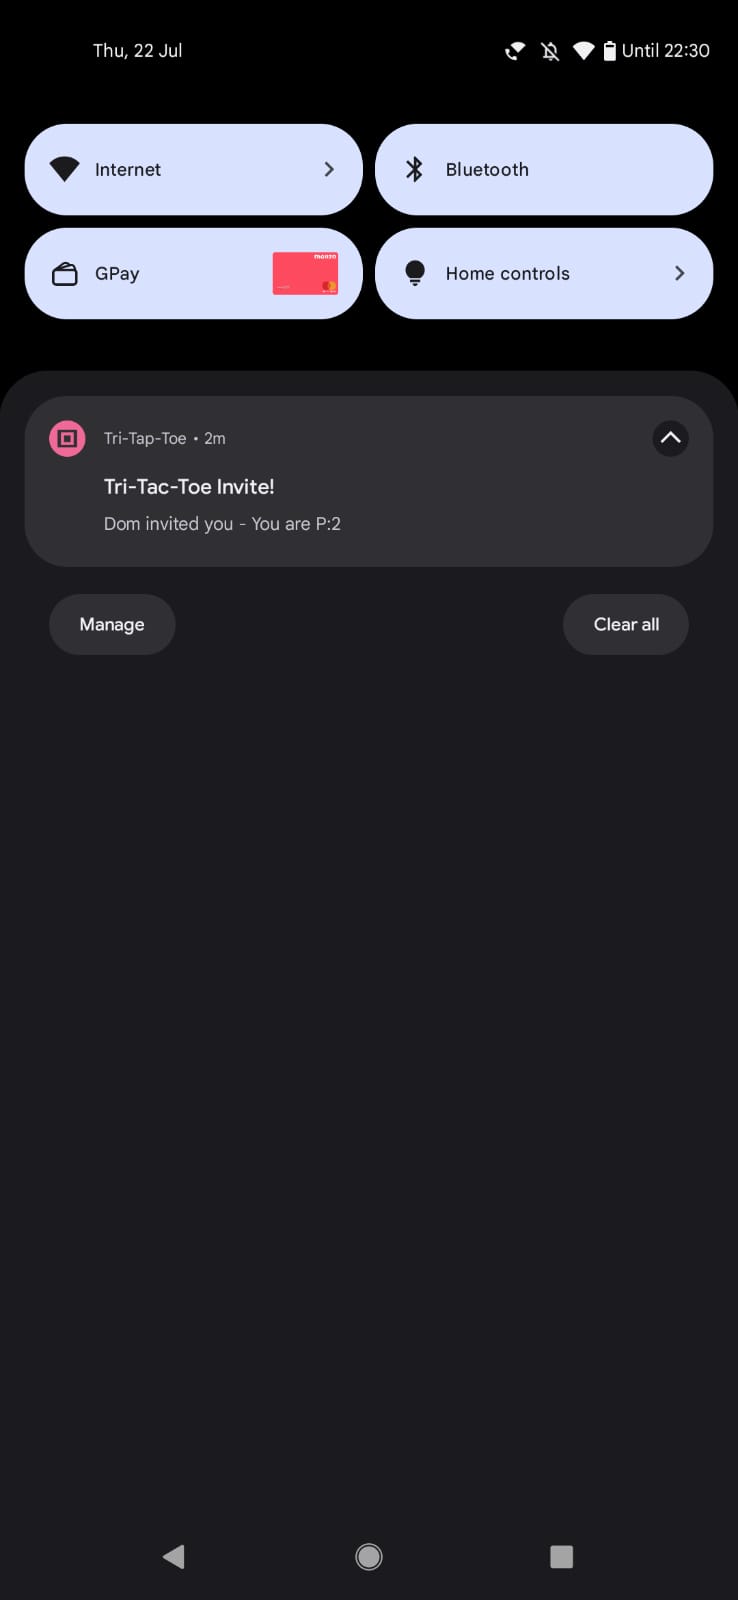 Thu, 22 Jul
Until 22:30
Internet
Bluetooth
GPay
monzo
Home controls
Tri-Tap-Toe • 2m
Tri-Tac-Toe Invite!
Dom invited you - You are P:2
Manage
Clear all